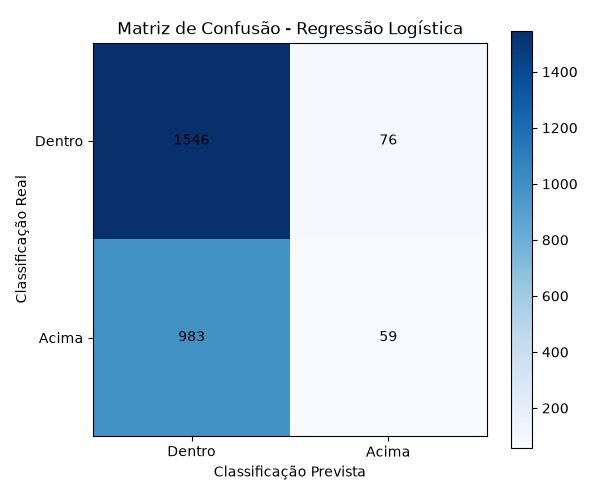 Matriz de Confusão - Regressão Logística
Classificação Real
Dentro
1546
76
Acima
983
59
Dentro
Acima
Classificação Prevista
1400
1200
1000
800
600
400
200